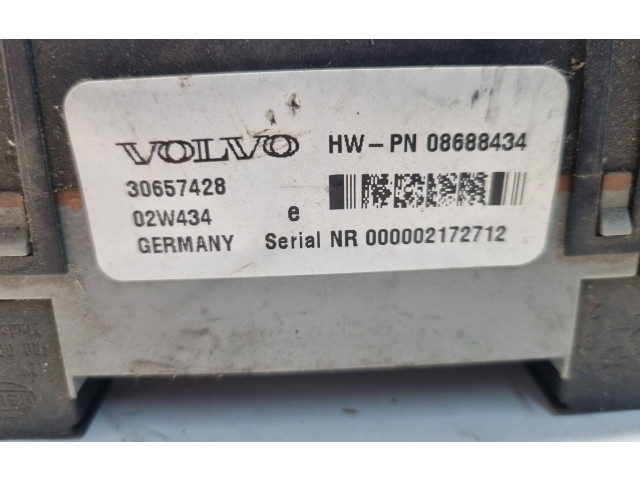 VOLVO HW-PN 08688434
30657428
02W434 e
GERMANY Serial NR 000002172712